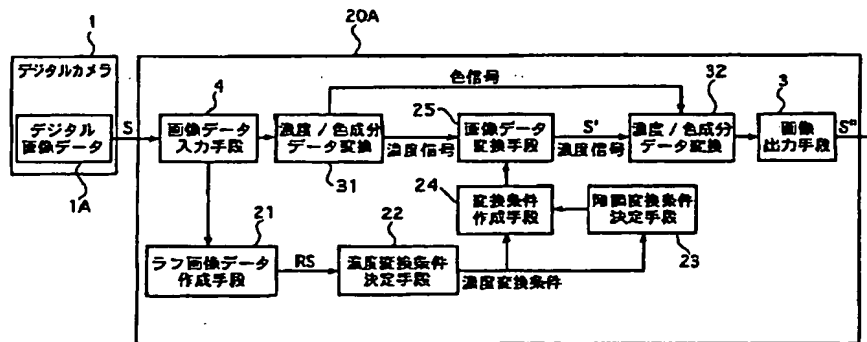 1
20A
デジタルカメラ
色信号
4
25
32
3
デジタル
画像データ
S
画像データ
入力手段
濃度/色成分
データ変換
濃度信号
画像データ
変換手段
S'
濃度信号
濃度/色成分
データ変換
画像
出力手段
S"
1A
31
24
変換条件
作成手段
階調変換条件
決定手段
21
22
23
ラフ画像データ
作成手段
RS
濃度変換条件
決定手段
濃度変換条件